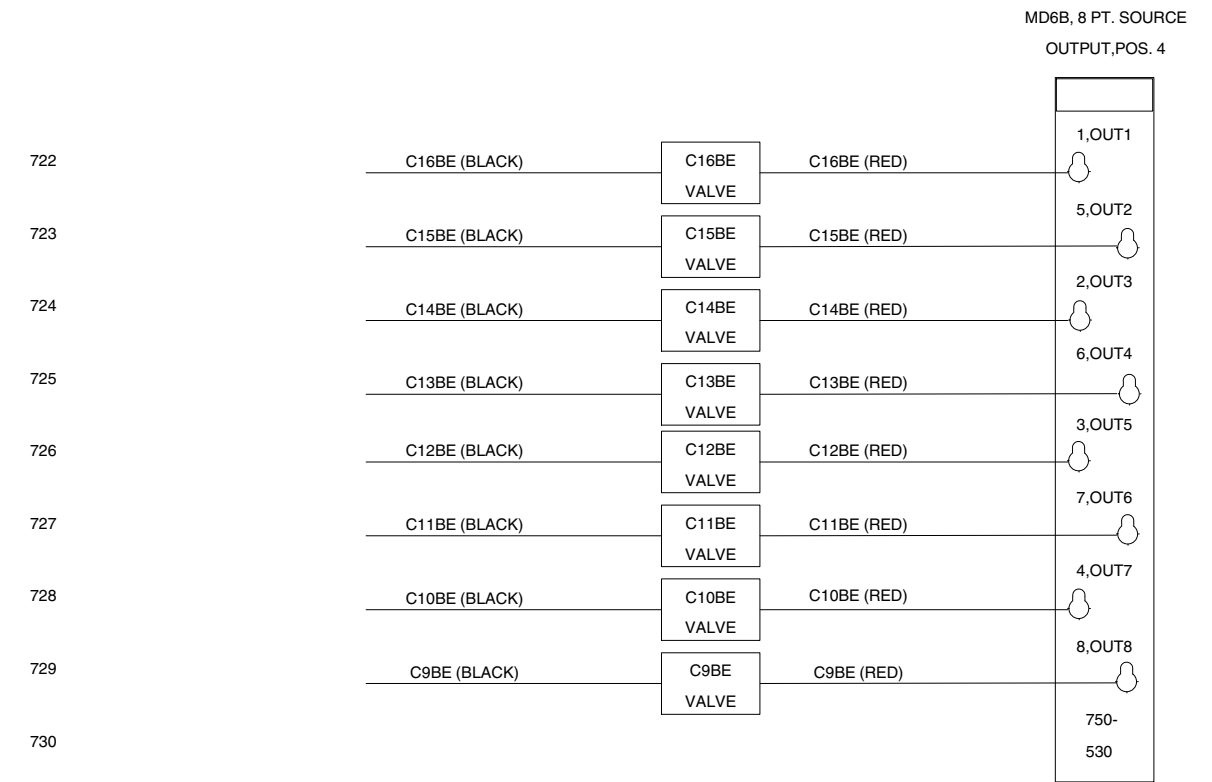 MD6B, 8 PT. SOURCE
OUTPUT,POS. 4
1,OUT1
722 C16BE (BLACK) C16BE C16BE (RED)
VALVE
5,OUT2
723 C15BE (BLACK) C15BE C15BE (RED)
VALVE
2,OUT3
724 C14BE (BLACK) C14BE C14BE (RED)
VALVE
6,OUT4
725 C13BE (BLACK) C13BE C13BE (RED)
VALVE
3,OUT5
726 C12BE (BLACK) C12BE C12BE (RED)
VALVE
7,OUT6
727 C11BE (BLACK) C11BE C11BE (RED)
VALVE
4,OUT7
728 C10BE (BLACK) C10BE C10BE (RED)
VALVE
8,OUT8
729 C9BE (BLACK) C9BE C9BE (RED)
VALVE
750-
730 530